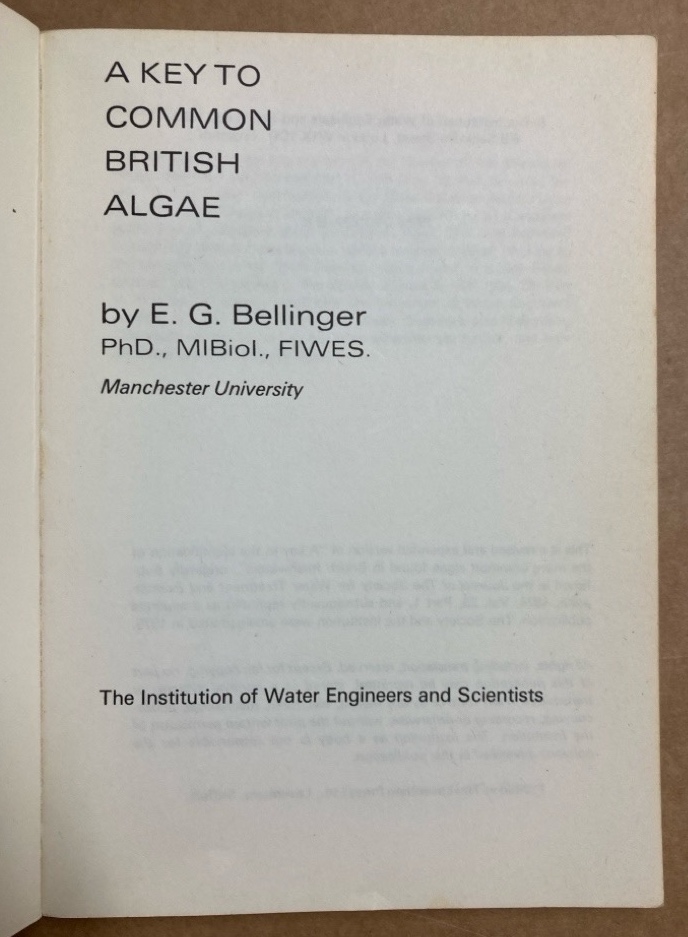 A KEY TO
COMMON
BRITISH
ALGAE
by E. G. Bellinger
PhD., MIBiol., FIWES.
Manchester University
The Institution of Water Engineers and Scientists